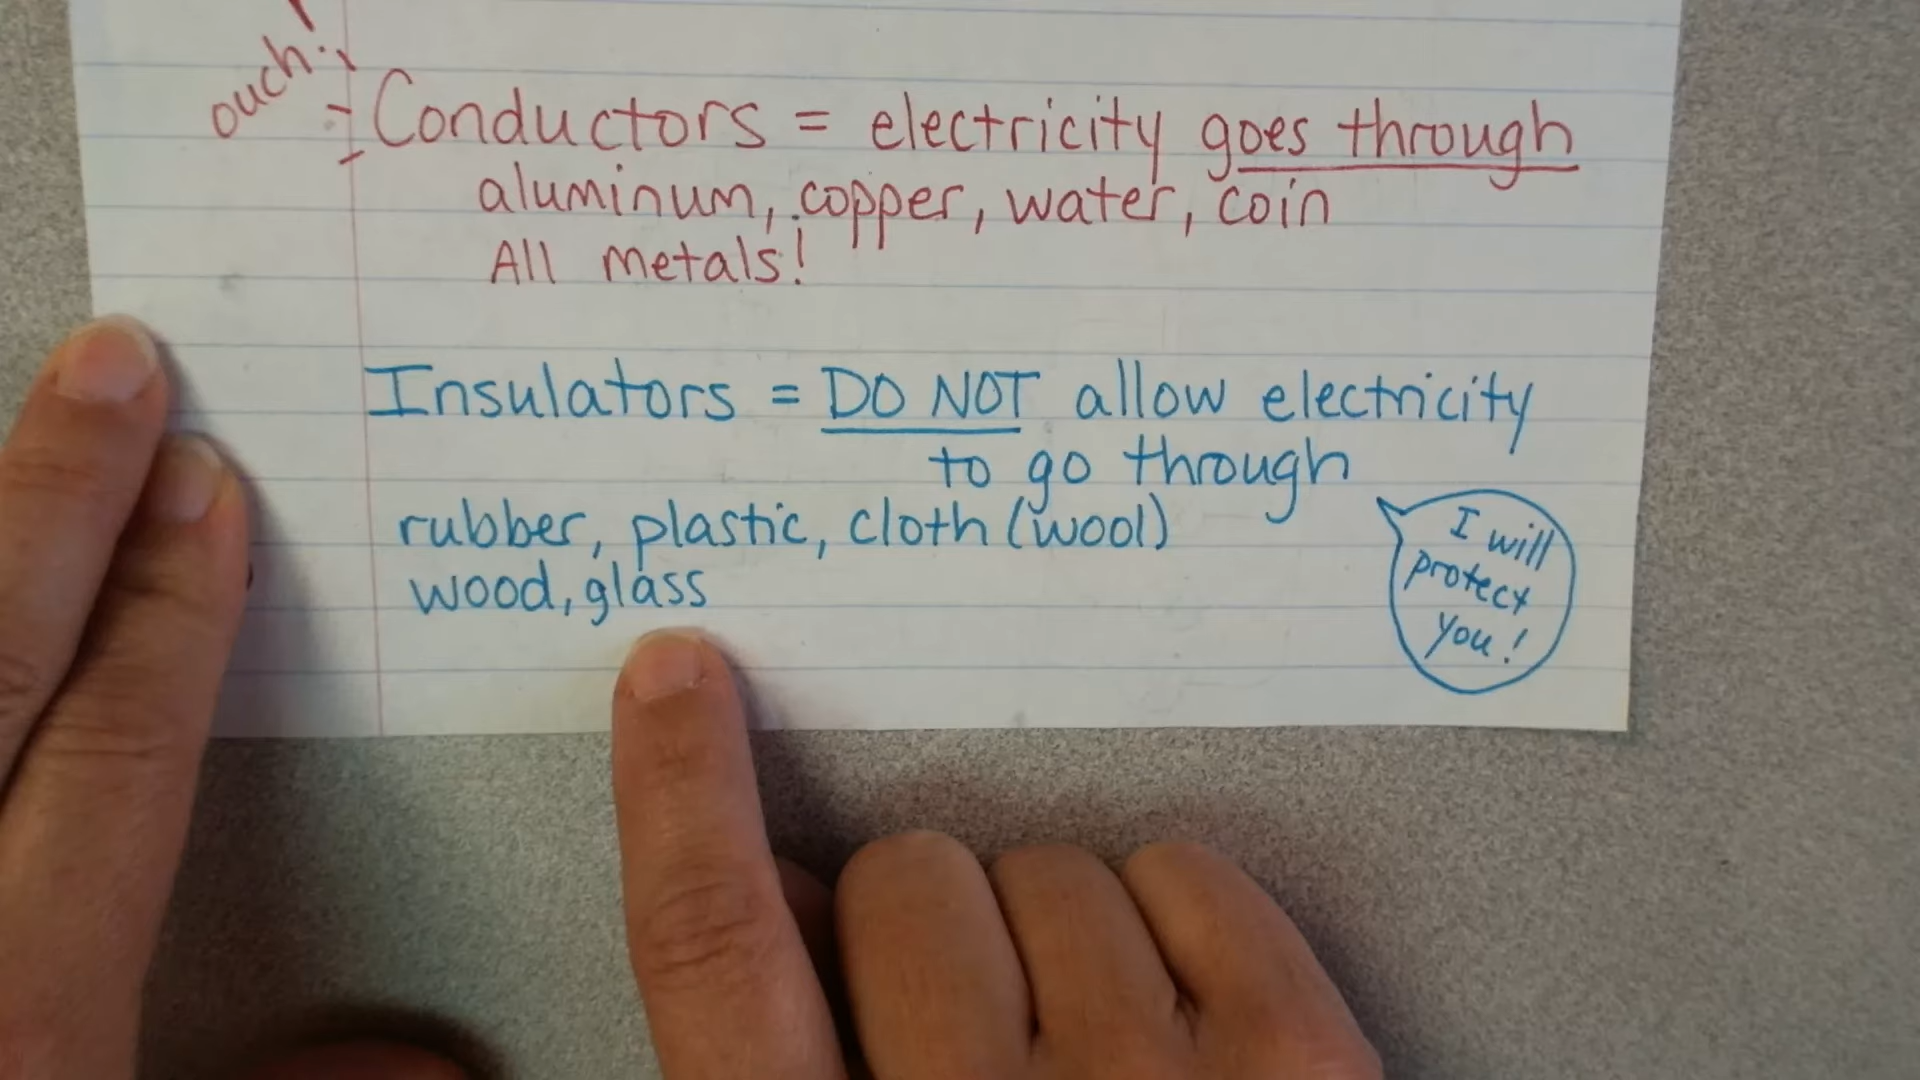 ouch!
Conductors = electricity goes through
aluminum, copper, water, coin
All metals!
Insulators = DO NOT allow electricity
to go through
rubber, plastic, cloth (wool)
wood, glass
I will
protect
you!